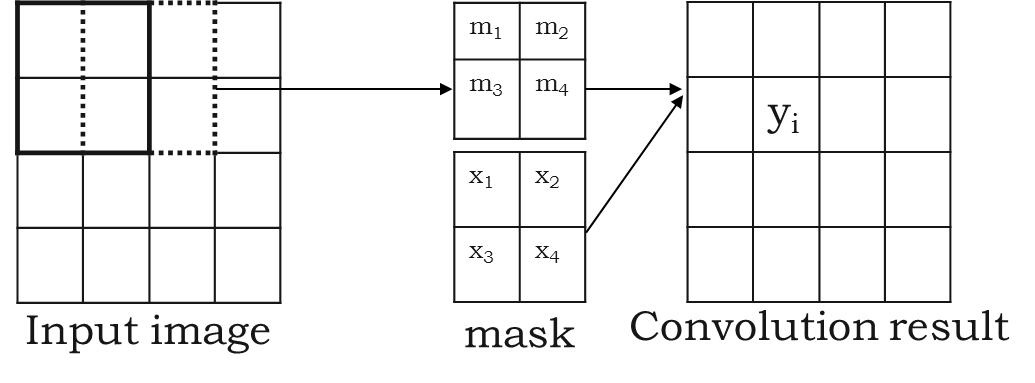 m₁ m₂
m₃ m₄
yᵢ
x₁ x₂
x₃ x₄
Input image
mask
Convolution result